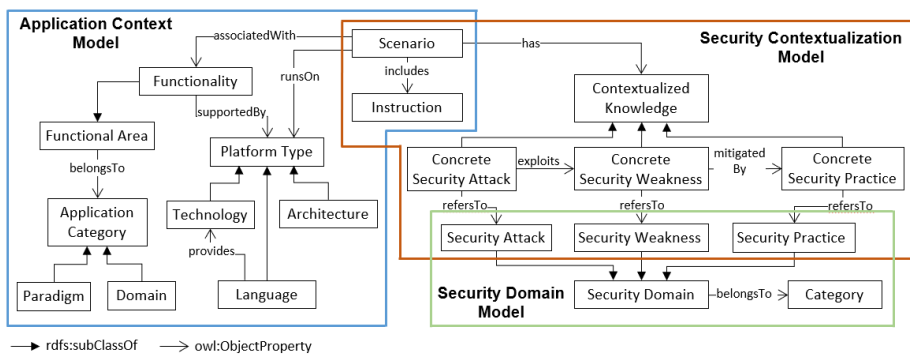 Application Context
Model
associatedWith
Scenario
has
Security Contextualization
Model
Functionality
runsOn
includes
Contextualized
Knowledge
supportedBy
Instruction
Functional Area
Platform Type
belongsTo
Concrete
Security Attack
exploits
Concrete
Security Weakness
mitigated
By
Concrete
Security Practice
Application
Category
Technology
Architecture
refersTo
refersTo
refersTo
provides
Security Attack
Security Weakness
Security Practice
Paradigm
Domain
Language
Security Domain
Model
Security Domain
belongsTo
Category
rdfs:subClassOf
owl:ObjectProperty